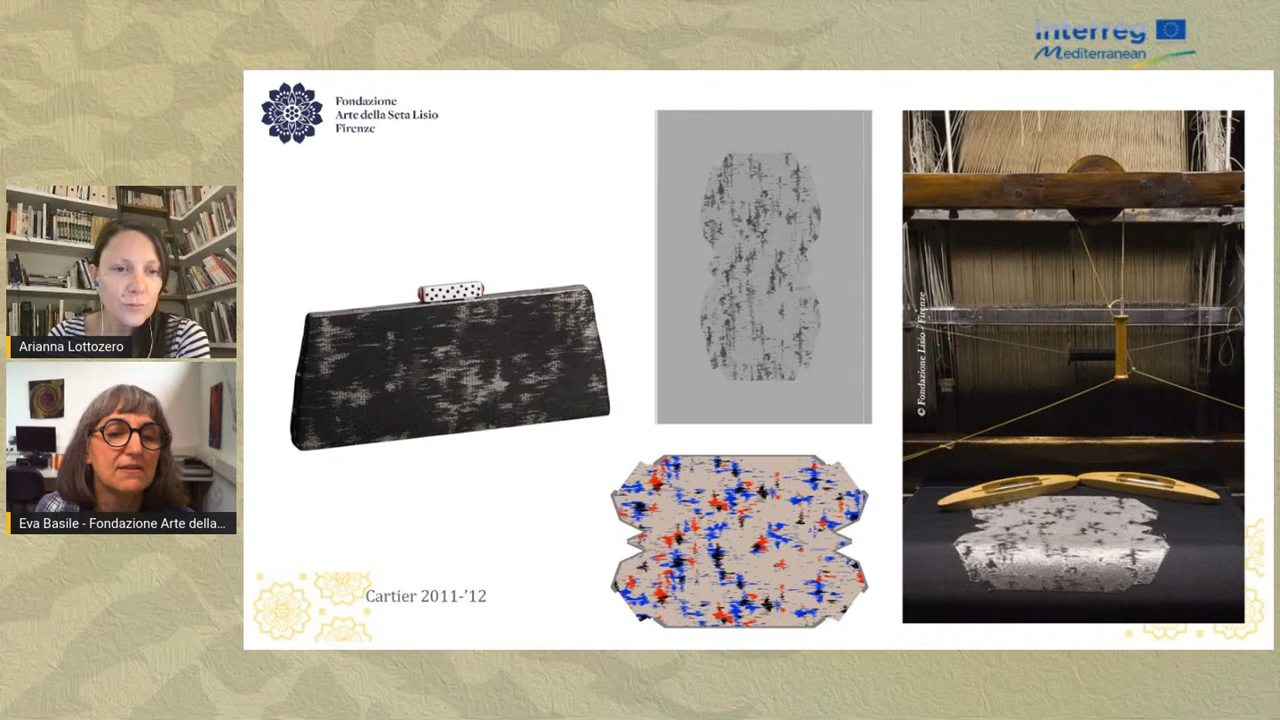 Interreg
Mediterranean
Fondazione
Arte della Seta Lisio
Firenze
© Fondazione Lisio - Firenze
Arianna Lottozero
Eva Basile - Fondazione Arte della...
Cartier 2011-’12